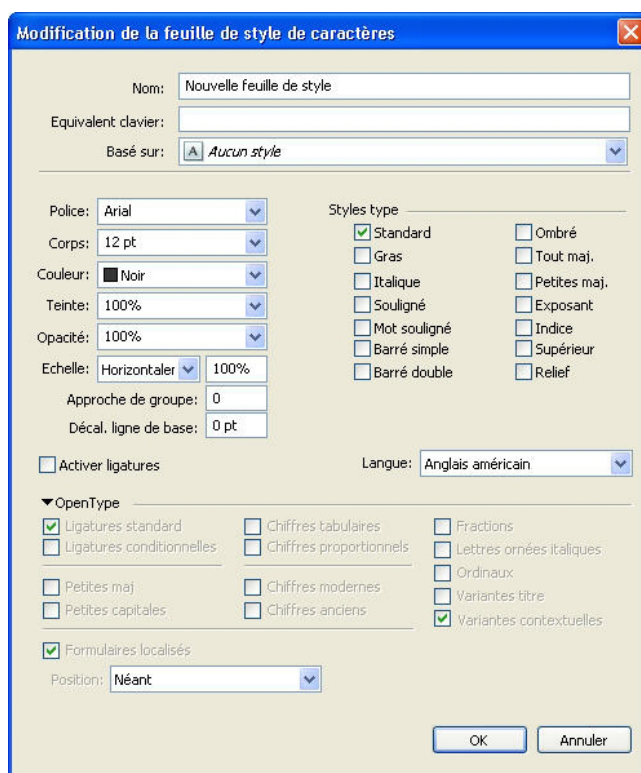 Modification de la feuille de style de caractères
Nom: Nouvelle feuille de style
Equivalent clavier:
Basé sur: A Aucun style
Police: Arial
Corps: 12 pt
Couleur: Noir
Teinte: 100%
Opacité: 100%
Echelle: Horizontaler 100%
Approche de groupe: 0
Décal. ligne de base: 0 pt
Styles type
Standard Ombré
Gras Tout maj.
Italique Petites maj.
Souligné Exposant
Mot souligné Indice
Barré simple Supérieur
Barré double Relief
Activer ligatures Langue: Anglais américain
OpenType
Ligatures standard Chiffres tabulaires Fractions
Ligatures conditionnelles Chiffres proportionnels Lettres ornées italiques
Ordinaux
Petites maj Chiffres modernes Variantes titre
Petites capitales Chiffres anciens Variantes contextuelles
Formulaires localisés
Position: Néant
OK Annuler